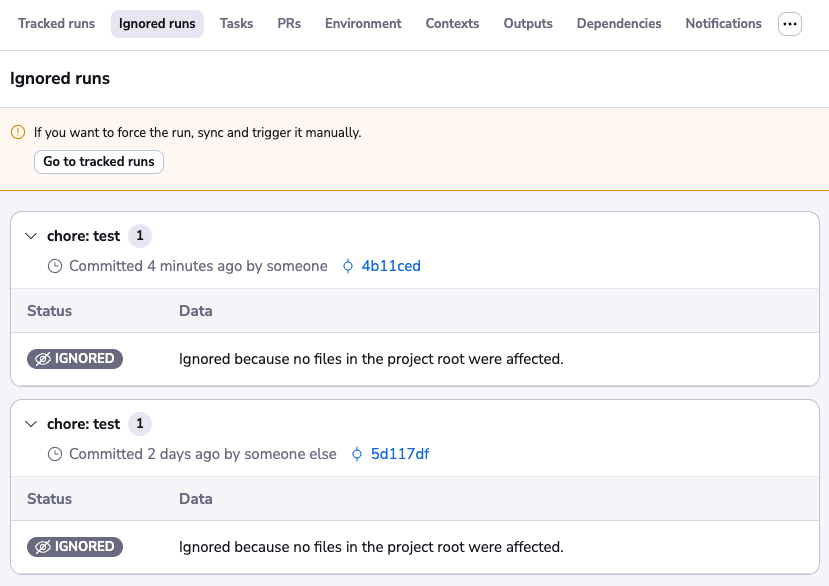 Tracked runs Ignored runs Tasks PRs Environment Contexts Outputs Dependencies Notifications
Ignored runs
If you want to force the run, sync and trigger it manually.
Go to tracked runs
chore: test 1
Committed 4 minutes ago by someone 4b11ced
Status Data
IGNORED Ignored because no files in the project root were affected.
chore: test 1
Committed 2 days ago by someone else 5d117df
Status Data
IGNORED Ignored because no files in the project root were affected.